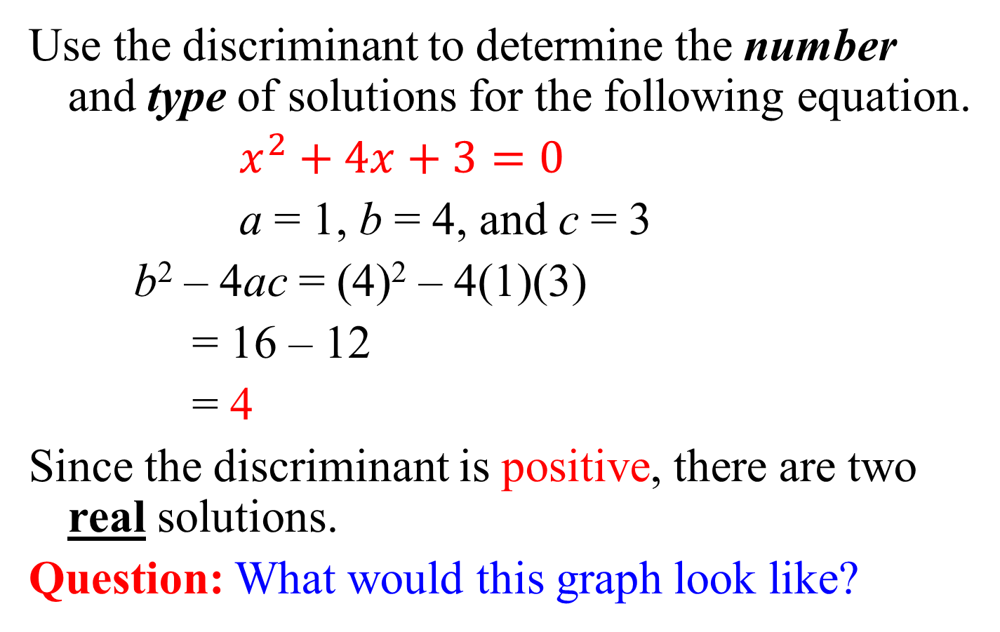 Use the discriminant to determine the number
and type of solutions for the following equation.
x² + 4x + 3 = 0
a = 1, b = 4, and c = 3
b² – 4ac = (4)² – 4(1)(3)
= 16 – 12
= 4
Since the discriminant is positive, there are two
real solutions.
Question: What would this graph look like?